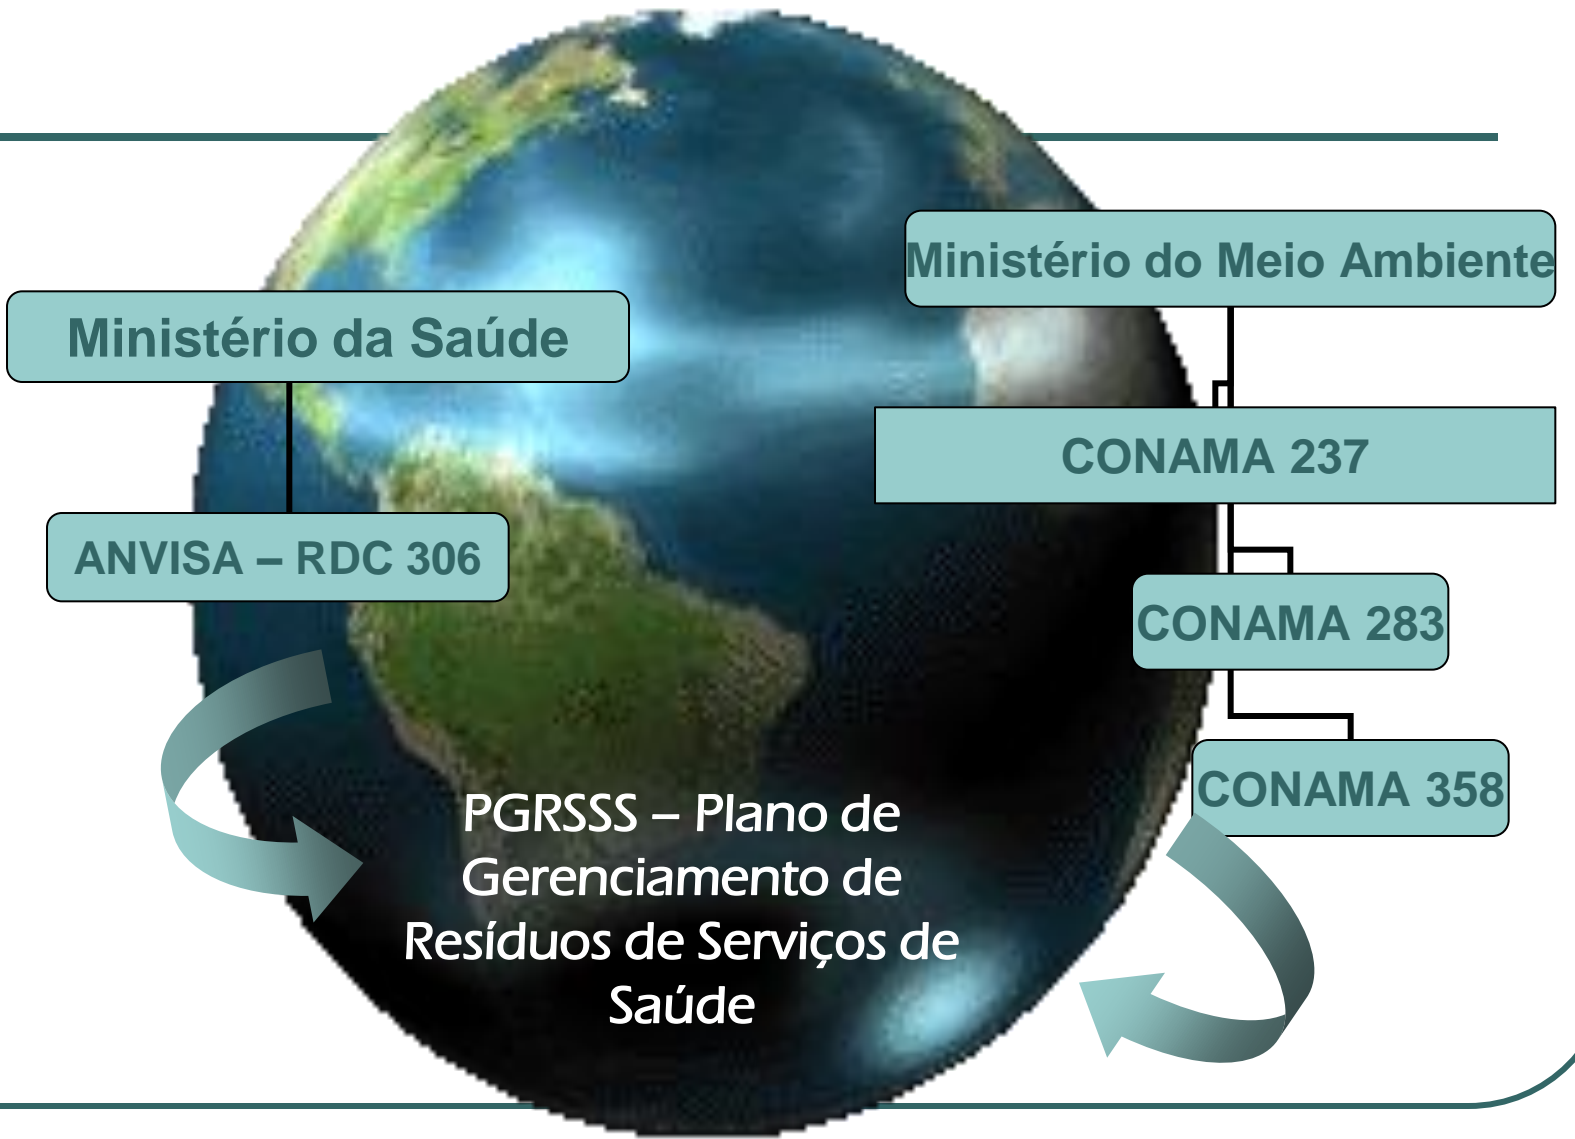 Ministério do Meio Ambiente
Ministério da Saúde
CONAMA 237
ANVISA – RDC 306
CONAMA 283
CONAMA 358
PGRSSS – Plano de
Gerenciamento de
Resíduos de Serviços de
Saúde